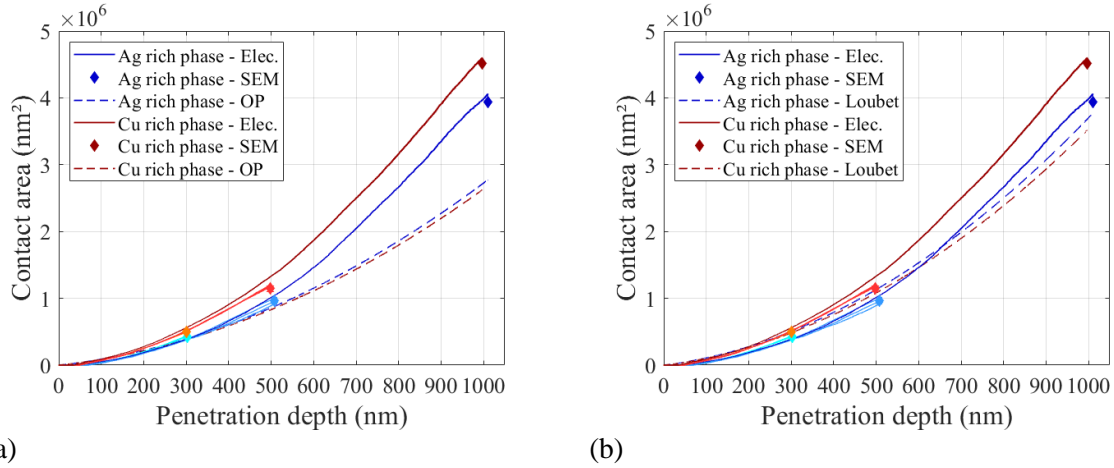 ×10⁶
5
4
3
2
1
0
Contact area (nm²)
Ag rich phase - Elec.
Ag rich phase - SEM
Ag rich phase - OP
Cu rich phase - Elec.
Cu rich phase - SEM
Cu rich phase - OP
0 100 200 300 400 500 600 700 800 900 1000
Penetration depth (nm)
a)
×10⁶
5
4
3
2
1
0
Contact area (nm²)
Ag rich phase - Elec.
Ag rich phase - SEM
Ag rich phase - Loubet
Cu rich phase - Elec.
Cu rich phase - SEM
Cu rich phase - Loubet
0 100 200 300 400 500 600 700 800 900 1000
Penetration depth (nm)
(b)